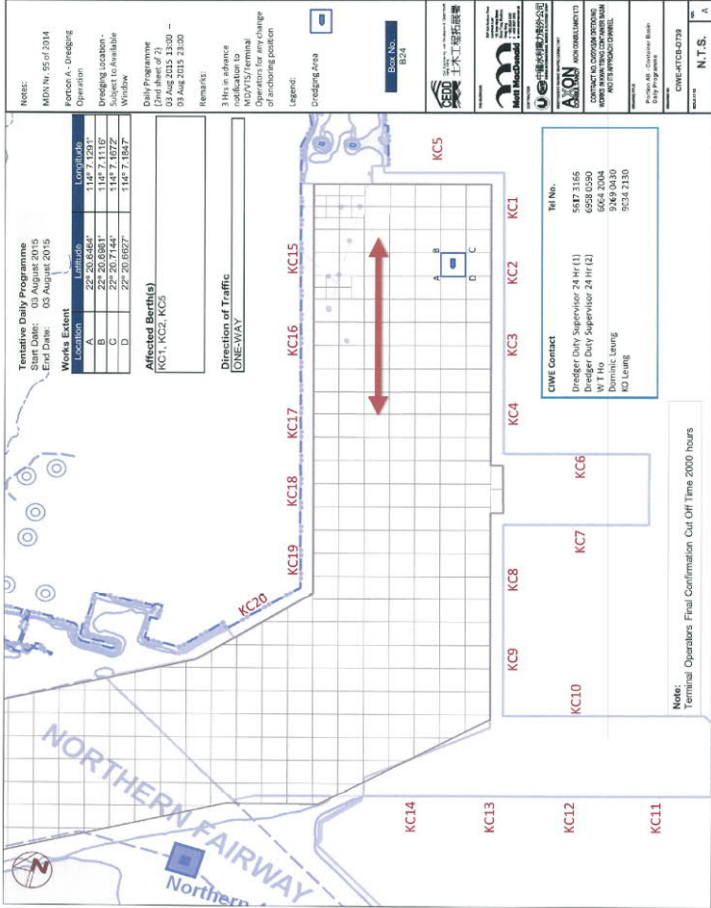 Tentative Daily Programme
Start Date: 03 August 2015
End Date: 03 August 2015
Works Extent
Location Latitude Longitude
A 22° 20.6464' 114° 7.1291'
B 22° 20.6981' 114° 7.1116'
C 22° 20.7144' 114° 7.1672'
D 22° 20.6627' 114° 7.1847'
Affected Berth(s)
KC1, KC2, KC5
Direction of Traffic
ONE-WAY
Notes:
MDN Nr. 95 of 2014
Portion A - Dredging
Operation
Dredging Location -
Subject to Available
Window
Daily Programme
(2nd sheet of 2)
03 Aug 2015 13:00 –
03 Aug 2015 23:00
Remarks:
3 Hrs in advance
notification to
MD/VTS/Terminal
Operators for any change
of anchoring position
Legend:
Dredging Area
Box No.
B24
CEDD
土木工程拓展署
Mott MacDonald
AXON
CONSULTANCY
Daily Programme
CIWE-KTCB-0739
N.T.S.
A
KC20
KC19
KC18
KC17
KC16
KC15
KC5
NORTHERN FAIRWAY
Northern
N
A
B
C
D
KC14
KC13
KC12
KC11
KC10
KC9
KC8
KC7
KC6
KC4
KC3
KC2
KC1
CIWE Contact Tel No.
Dredger Duty Supervisor 24 Hr (1) 5617 3166
Dredger Duty Supervisor 24 Hr (2) 6958 0590
W T Ho 6064 2004
Dominic Leung 9269 0430
KD Leung 9034 2130
Note:
Terminal Operators Final Confirmation Cut Off Time 2000 hours